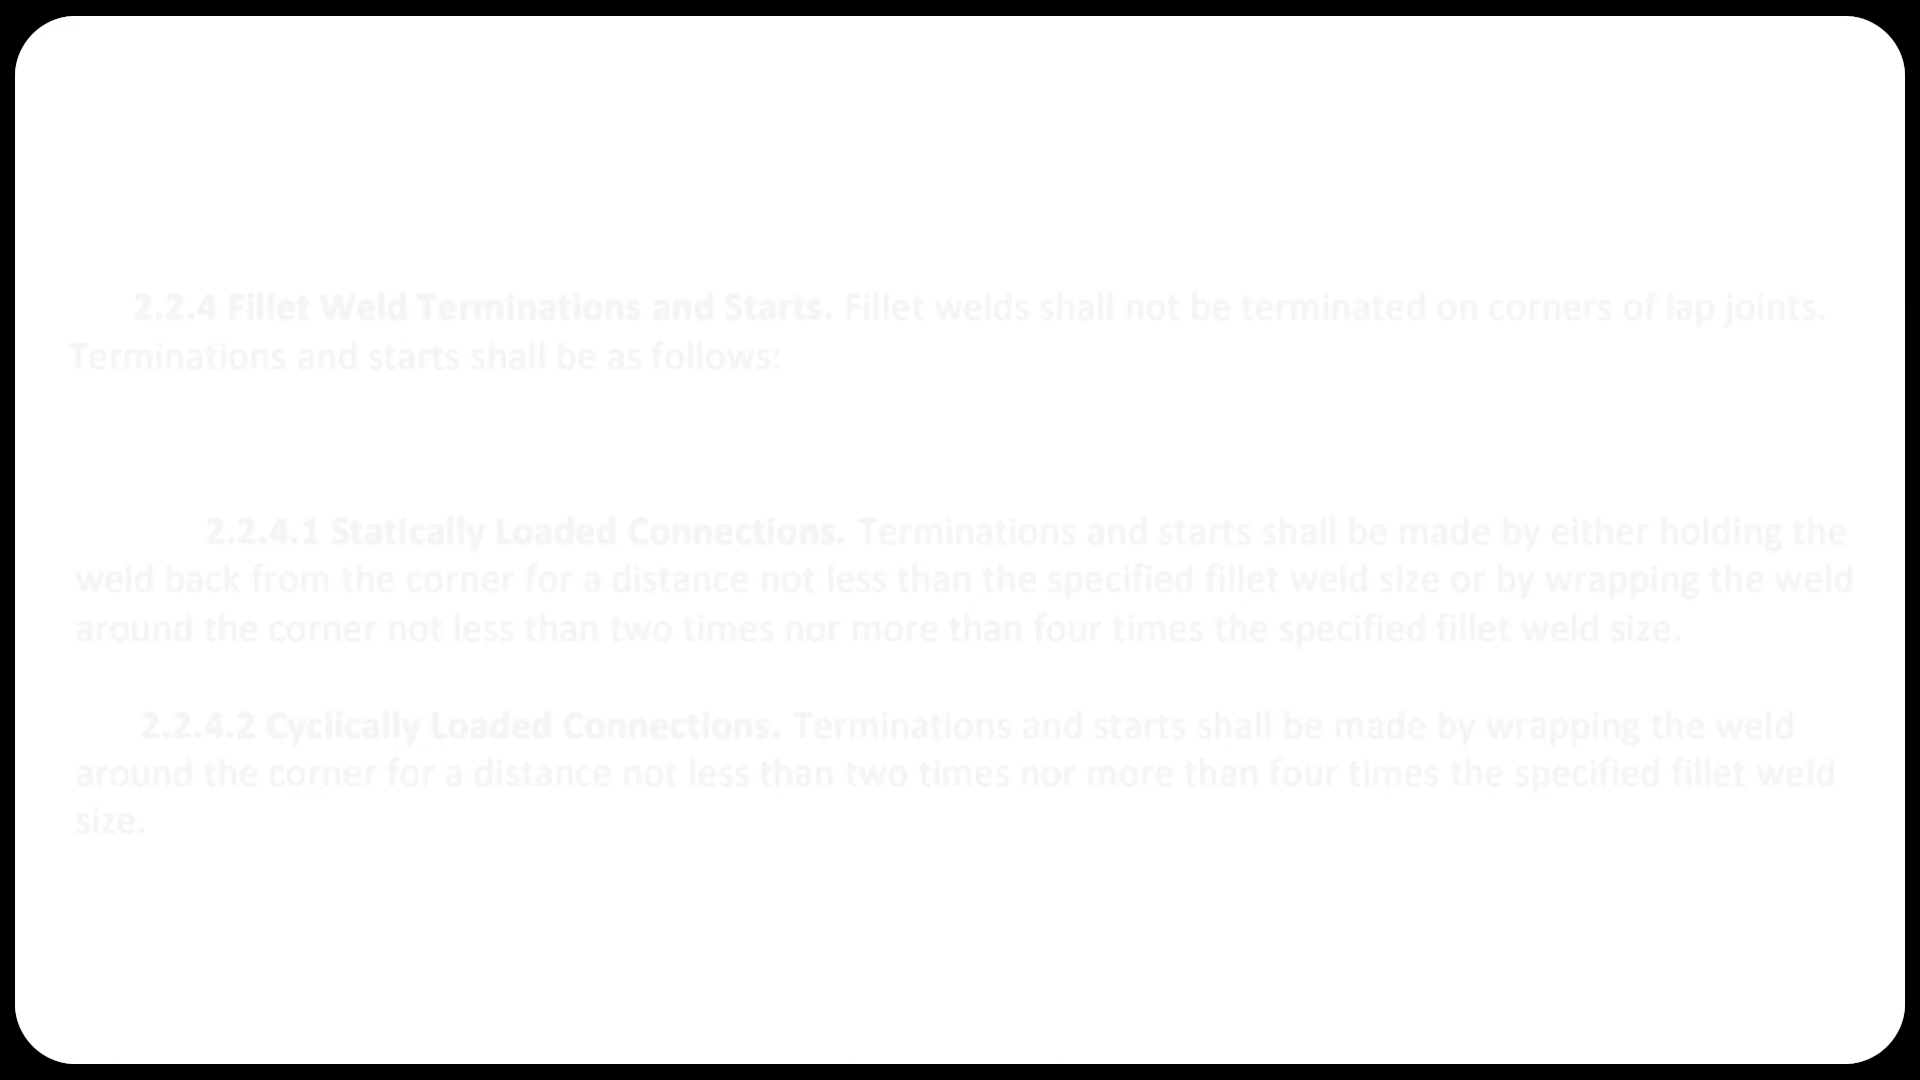 2.2.4 Fillet Weld Terminations and Starts. Fillet welds shall not be terminated on corners of lap joints.
Terminations and starts shall be as follows:
2.2.4.1 Statically Loaded Connections. Terminations and starts shall be made by either holding the
weld back from the corner for a distance not less than the specified fillet weld size or by wrapping the weld
around the corner not less than two times nor more than four times the specified fillet weld size.
2.2.4.2 Cyclically Loaded Connections. Terminations and starts shall be made by wrapping the weld
around the corner for a distance not less than two times nor more than four times the specified fillet weld
size.